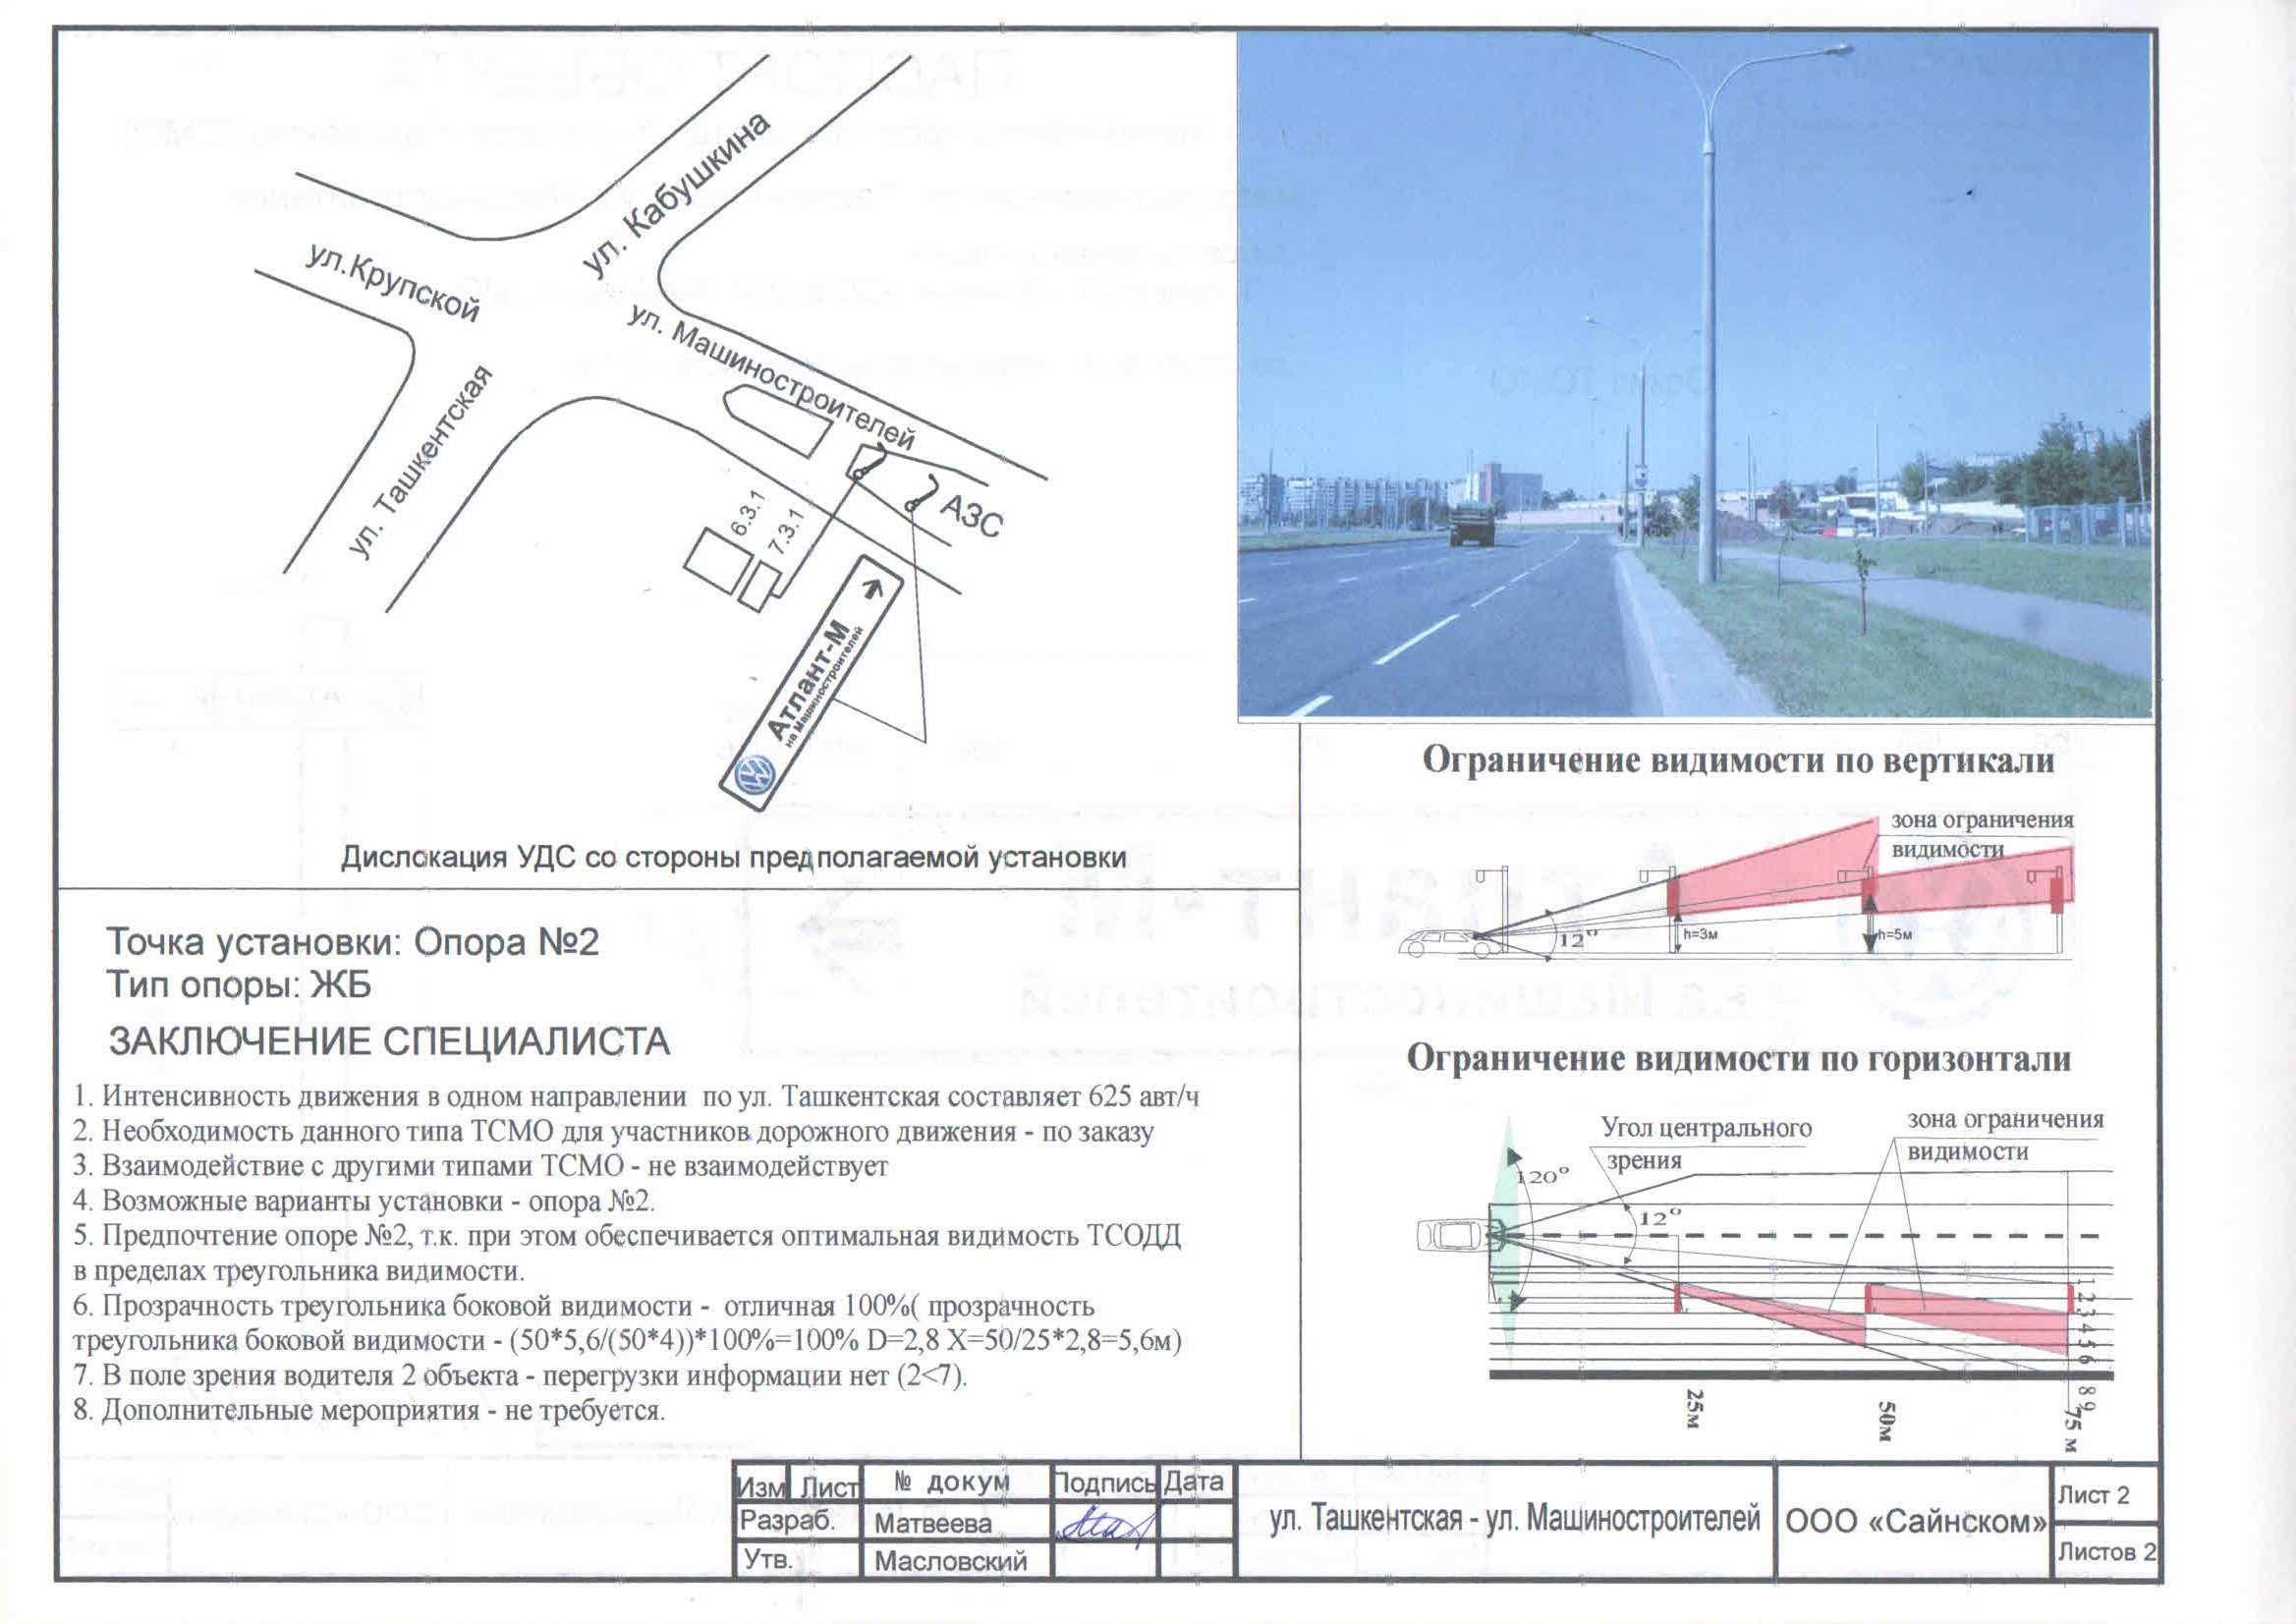 ул. Кабушкина
ул.Крупской
ул. Машиностроителей
ул. Ташкентская
6.3.1
7.3.1
АЗС
Атлант-М
на Машиностроителей
Дислокация УДС со стороны предполагаемой установки
Точка установки: Опора №2
Тип опоры: ЖБ
ЗАКЛЮЧЕНИЕ СПЕЦИАЛИСТА
1. Интенсивность движения в одном направлении по ул. Ташкентская составляет 625 авт/ч
2. Необходимость данного типа ТСМО для участников дорожного движения - по заказу
3. Взаимодействие с другими типами ТСМО - не взаимодействует
4. Возможные варианты установки - опора №2.
5. Предпочтение опоре №2, т.к. при этом обеспечивается оптимальная видимость ТСОДД
в пределах треугольника видимости.
6. Прозрачность треугольника боковой видимости - отличная 100%( прозрачность
треугольника боковой видимости - (50*5,6/(50*4))*100%=100% D=2,8 X=50/25*2,8=5,6м)
7. В поле зрения водителя 2 объекта - перегрузки информации нет (2<7).
8. Дополнительные мероприятия - не требуется.
Ограничение видимости по вертикали
зона ограничения
видимости
12°
h=3м
h=5м
Ограничение видимости по горизонтали
Угол центрального
зрения
зона ограничения
видимости
120°
12°
1 2 3 4 5 6
8 9
25м
50м
75 м
Изм Лист № докум Подпись Дата
Разраб. Матвеева
Утв. Масловский
ул. Ташкентская - ул. Машиностроителей
ООО «Сайнском»
Лист 2
Листов 2